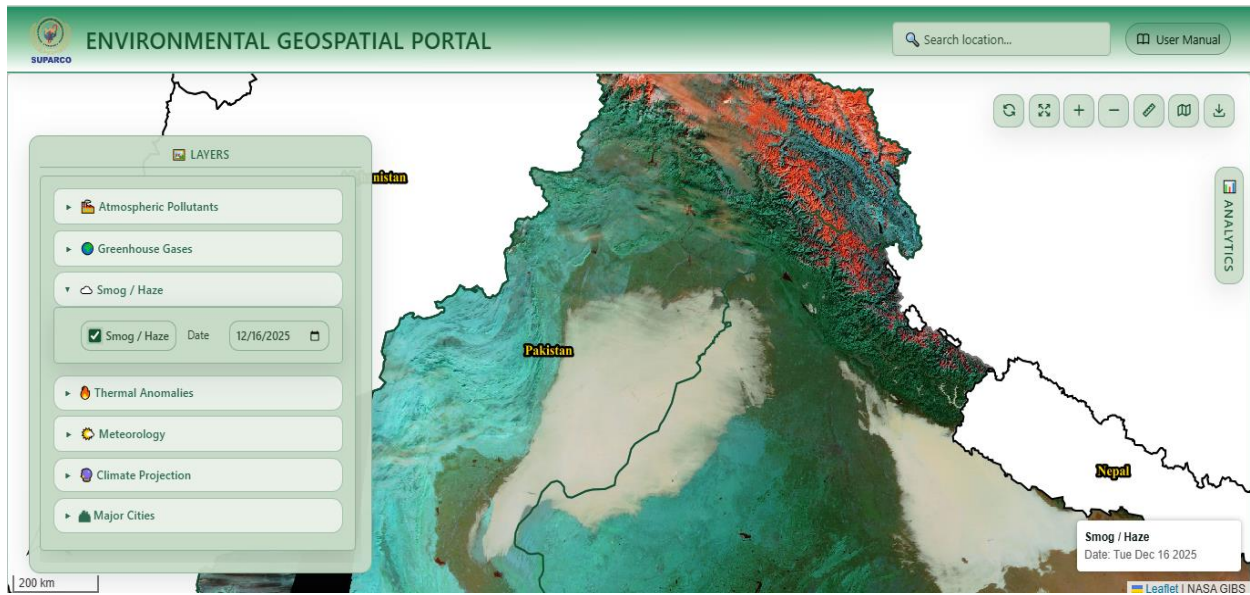 SUPARCO
ENVIRONMENTAL GEOSPATIAL PORTAL
Search location...
User Manual
LAYERS
Atmospheric Pollutants
Greenhouse Gases
Smog / Haze
Smog / Haze
Date
12/16/2025
Thermal Anomalies
Meteorology
Climate Projection
Major Cities
nistan
Pakistan
Nepal
ANALYTICS
Smog / Haze
Date: Tue Dec 16 2025
200 km
Leaflet | NASA GIBS